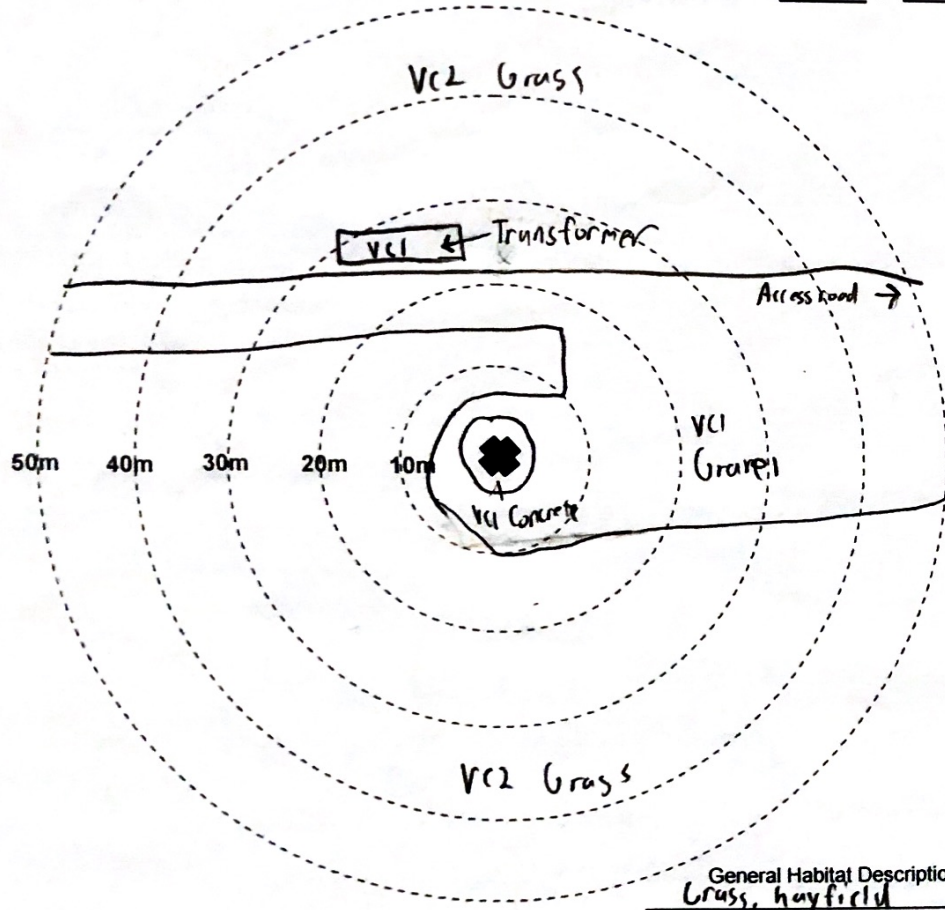 VC2 Grass
VC1 ← Transformer
Access road →
VC1
Gravel
50m 40m 30m 20m 10m
VC1 Concrete
VC2 Grass
General Habitat Descriptio
Grass, hayfield